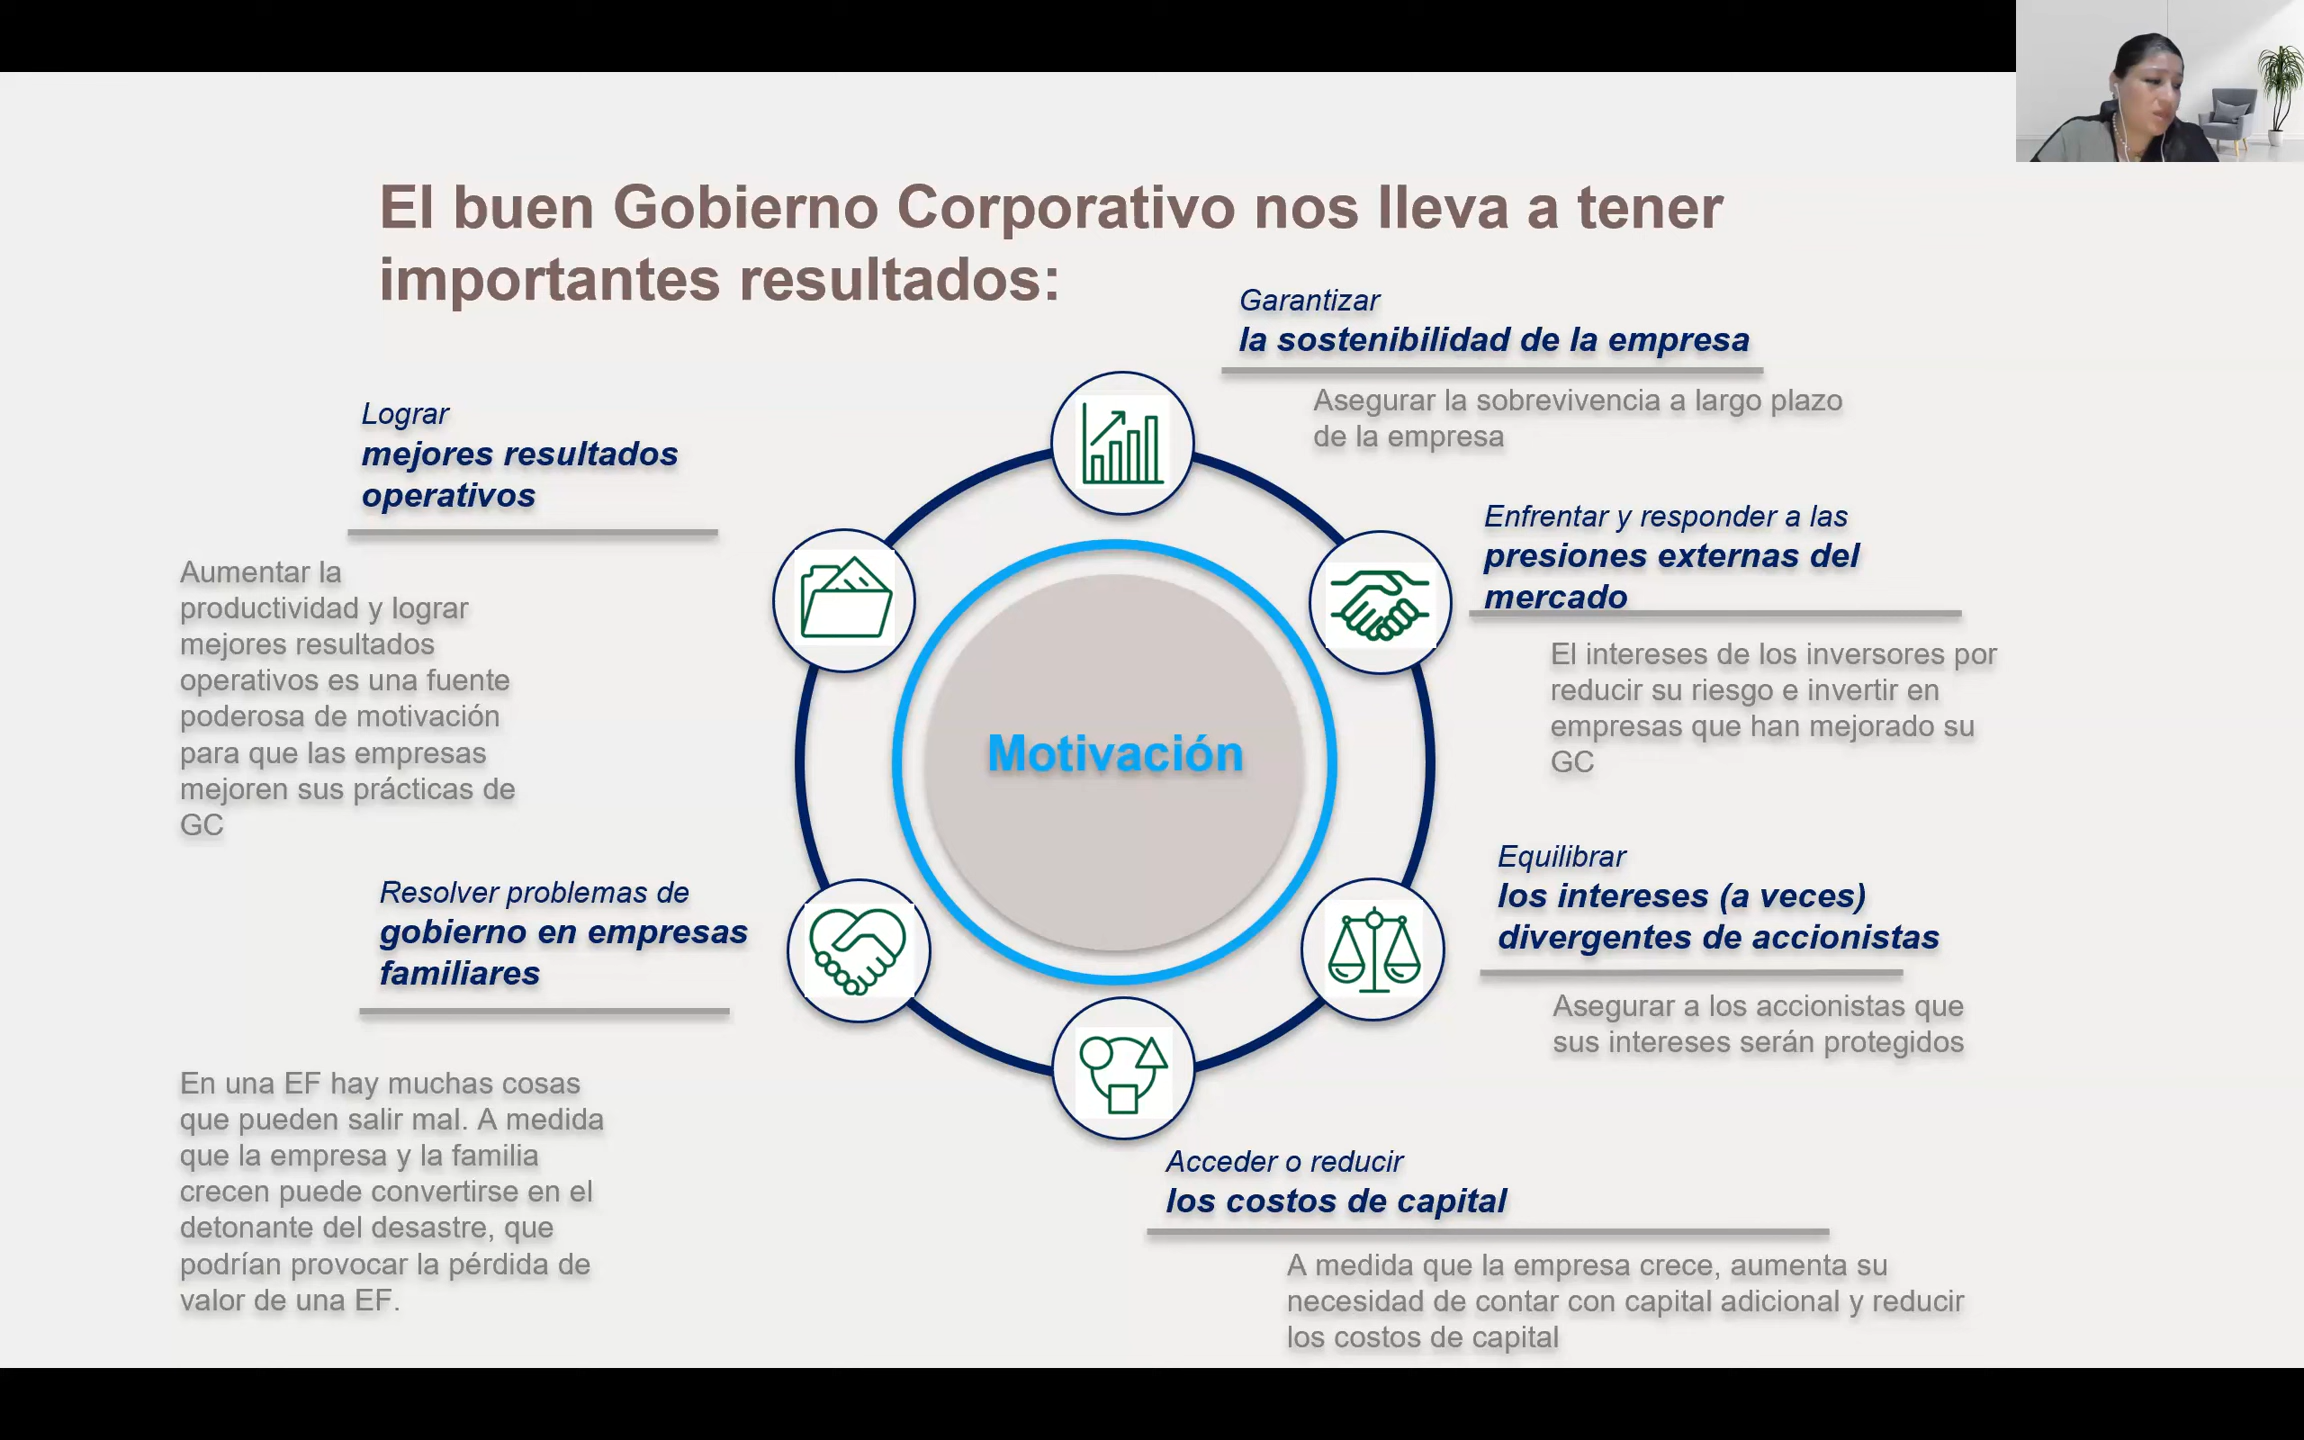 El buen Gobierno Corporativo nos lleva a tener
importantes resultados:
Garantizar
la sostenibilidad de la empresa
Asegurar la sobrevivencia a largo plazo
de la empresa
Enfrentar y responder a las
presiones externas del
mercado
El intereses de los inversores por
reducir su riesgo e invertir en
empresas que han mejorado su
GC
Equilibrar
los intereses (a veces)
divergentes de accionistas
Asegurar a los accionistas que
sus intereses serán protegidos
Acceder o reducir
los costos de capital
A medida que la empresa crece, aumenta su
necesidad de contar con capital adicional y reducir
los costos de capital
Resolver problemas de
gobierno en empresas
familiares
En una EF hay muchas cosas
que pueden salir mal. A medida
que la empresa y la familia
crecen puede convertirse en el
detonante del desastre, que
podrían provocar la pérdida de
valor de una EF.
Lograr
mejores resultados
operativos
Aumentar la
productividad y lograr
mejores resultados
operativos es una fuente
poderosa de motivación
para que las empresas
mejoren sus prácticas de
GC
Motivación